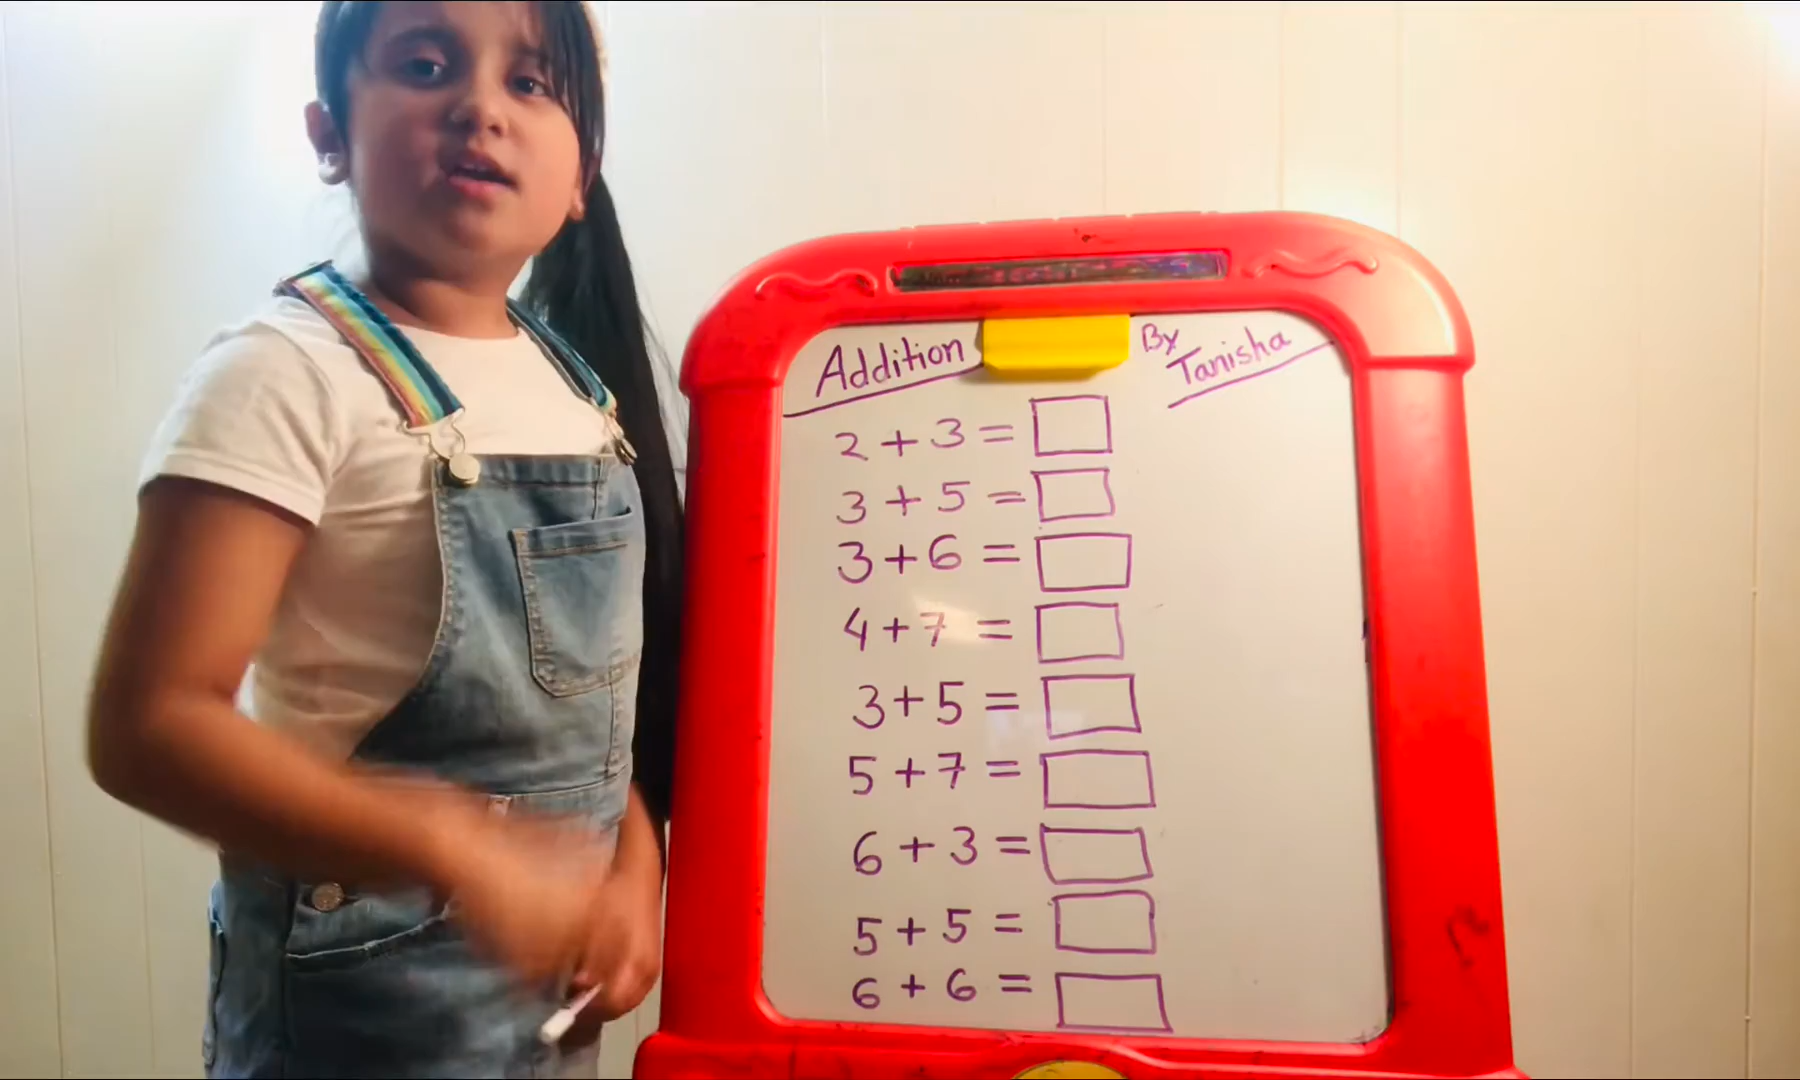 Addition
By
Tanisha
2 + 3 =
3 + 5 =
3 + 6 =
4 + 7 =
3 + 5 =
5 + 7 =
6 + 3 =
5 + 5 =
6 + 6 =